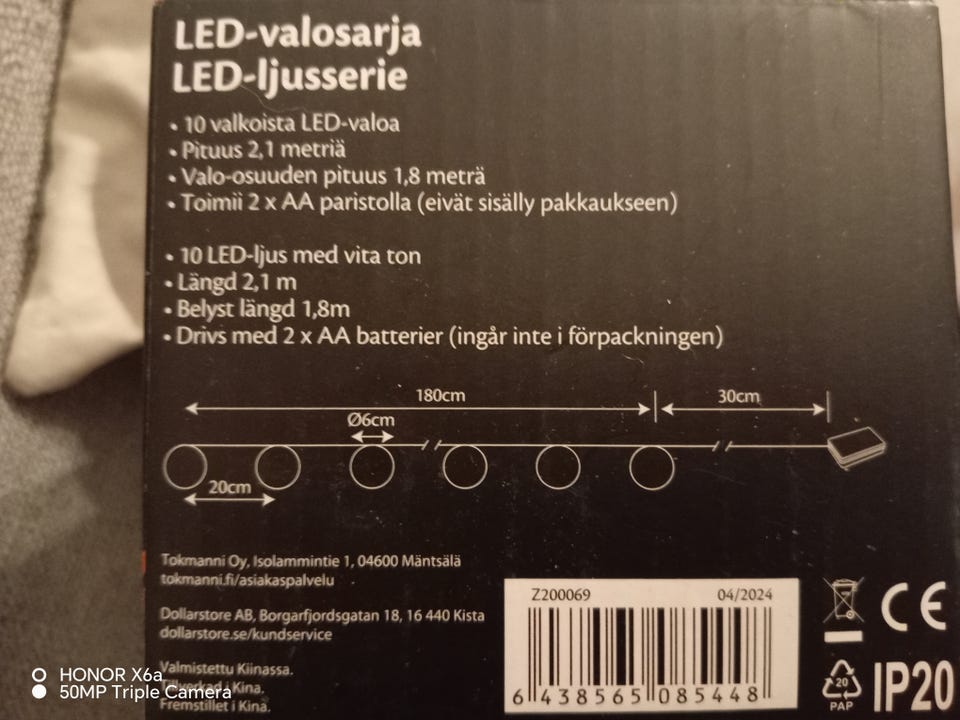 LED-valosarja
LED-ljusserie
• 10 valkoista LED-valoa
• Pituus 2,1 metriä
• Valo-osuuden pituus 1,8 meträ
• Toimii 2 x AA paristolla (eivät sisälly pakkaukseen)
• 10 LED-ljus med vita ton
• Längd 2,1 m
• Belyst längd 1,8m
• Drivs med 2 x AA batterier (ingår inte i förpackningen)
180cm
30cm
Ø6cm
20cm
Tokmanni Oy, Isolammintie 1, 04600 Mäntsälä
tokmanni.fi/asiakaspalvelu
Dollarstore AB, Borgarfjordsgatan 18, 16 440 Kista
dollarstore.se/kundservice
Valmistettu Kiinassa.
Tillverkad i Kina.
Fremstillet i Kina.
Z200069 04/2024
6 438565 085448
CE
20
PAP
IP20
HONOR X6a
50MP Triple Camera